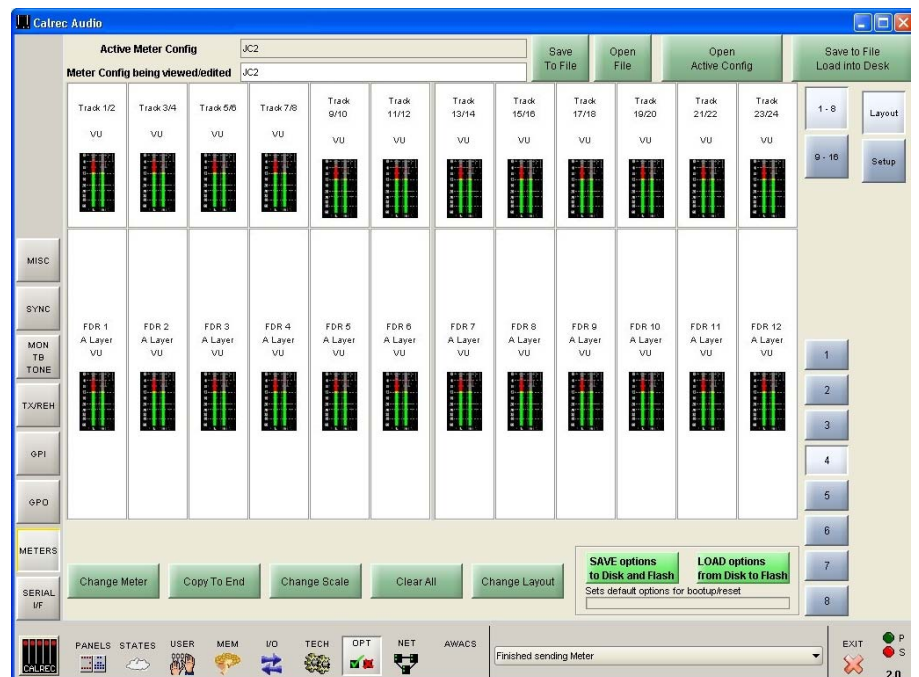 Calrec Audio
Active Meter Config
JC2
Meter Config being viewed/edited
JC2
Save
To File
Open
File
Open
Active Config
Save to File
Load into Desk
Track 1/2
VU
Track 3/4
VU
Track 5/6
VU
Track 7/8
VU
Track
9/10
VU
Track
11/12
VU
Track
13/14
VU
Track
15/16
VU
Track
17/18
VU
Track
19/20
VU
Track
21/22
VU
Track
23/24
VU
1 - 8
9 - 16
Layout
Setup
MISC
SYNC
MON
TB
TONE
TX/REH
GPI
GPO
METERS
SERIAL
I/F
FDR 1
A Layer
VU
FDR 2
A Layer
VU
FDR 3
A Layer
VU
FDR 4
A Layer
VU
FDR 5
A Layer
VU
FDR 6
A Layer
VU
FDR 7
A Layer
VU
FDR 8
A Layer
VU
FDR 9
A Layer
VU
FDR 10
A Layer
VU
FDR 11
A Layer
VU
FDR 12
A Layer
VU
1
2
3
4
5
6
7
8
Change Meter
Copy To End
Change Scale
Clear All
Change Layout
SAVE options
to Disk and Flash
LOAD options
from Disk to Flash
Sets default options for bootup/reset
CALREC
PANELS
STATES
USER
MEM
I/O
TECH
OPT
NET
AWACS
Finished sending Meter
EXIT
P
S
2.0